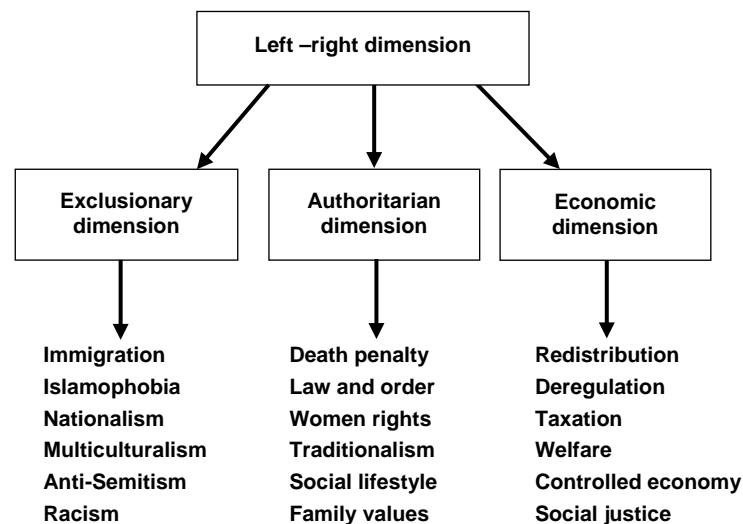 Left –right dimension
Exclusionary
dimension
Authoritarian
dimension
Economic
dimension
Immigration
Islamophobia
Nationalism
Multiculturalism
Anti-Semitism
Racism
Death penalty
Law and order
Women rights
Traditionalism
Social lifestyle
Family values
Redistribution
Deregulation
Taxation
Welfare
Controlled economy
Social justice